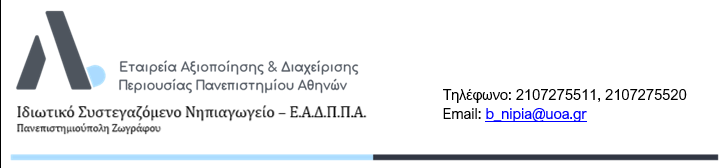 Εταιρεία Αξιοποίησης & Διαχείρισης
Περιουσίας Πανεπιστημίου Αθηνών
Ιδιωτικό Συστεγαζόμενο Νηπιαγωγείο – Ε.Α.Δ.Π.Π.Α.
Πανεπιστημιούπολη Ζωγράφου
Τηλέφωνο: 2107275511, 2107275520
Email: b_nipia@uoa.gr